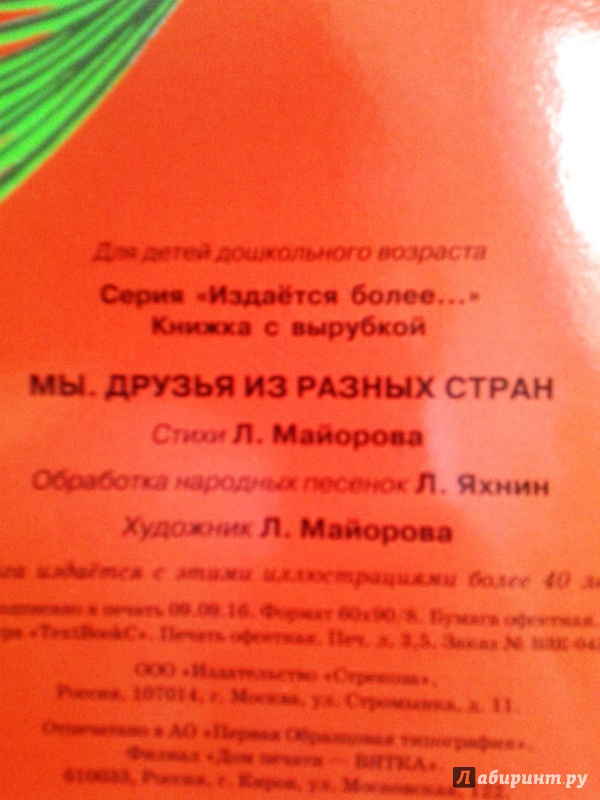 Для детей дошкольного возраста
Серия «Издаётся более...»
Книжка с вырубкой
МЫ. ДРУЗЬЯ ИЗ РАЗНЫХ СТРАН
Стихи Л. Майорова
Обработка народных песенок Л. Яхнин
Художник Л. Майорова
издаётся с этими иллюстрациями более 40
в печать 09.09.16. Формат 60х90/8. Бумага офсетная.
«TextBookC». Печать офсетная. Печ. л. 3,5. Заказ №
ООО «Издательство «Стрекоза»,
Россия, 107014, г. Москва, ул. Стромынка, д. 11.
Отпечатано в АО «Первая Образцовая типография».
Филиал «Дом печати — ВЯТКА»
610033, Россия, г. Киров, ул. Московская,
Лабиринт.ру